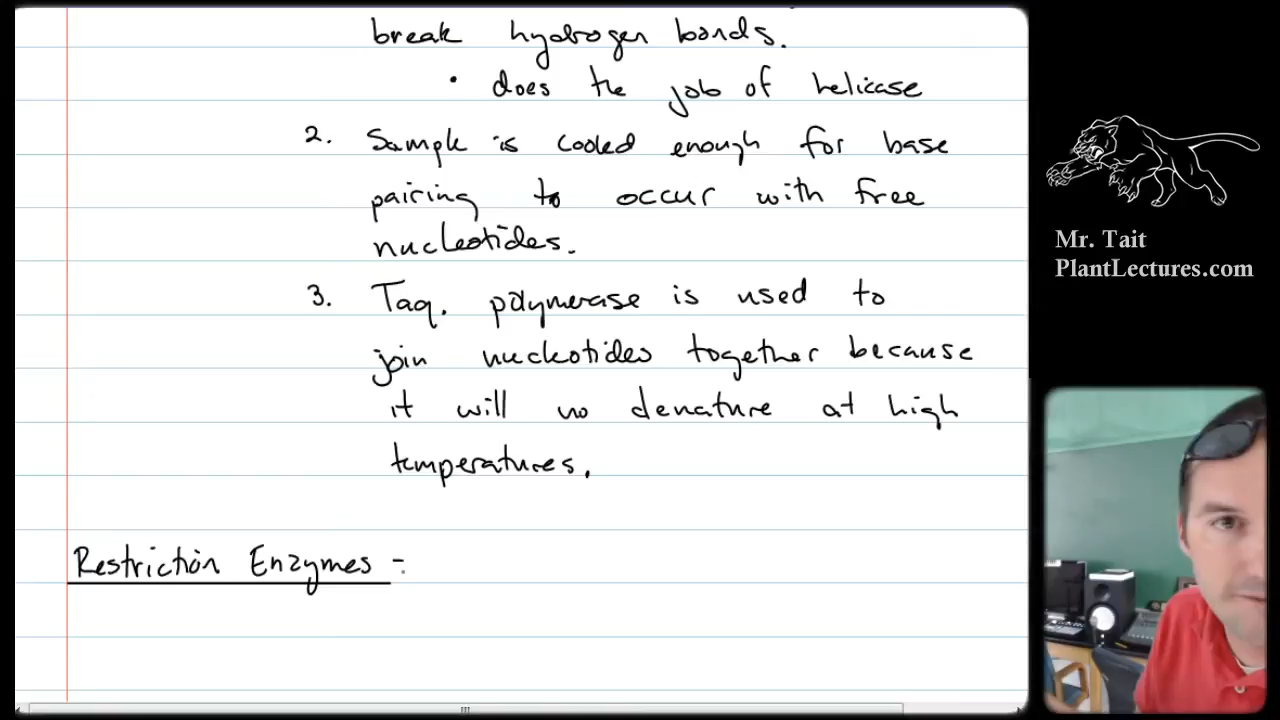 break hydrogen bonds.
• does the job of helicase
2. Sample is cooled enough for base
pairing to occur with free
nucleotides.
3. Taq. polymerase is used to
join nucleotides together because
it will no denature at high
temperatures.
Restriction Enzymes -
Mr. Tait
PlantLectures.com